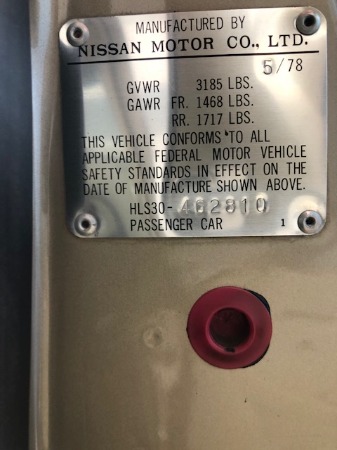 MANUFACTURED BY
NISSAN MOTOR CO., LTD.
5/78
GVWR 3185 LBS.
GAWR FR. 1468 LBS.
RR. 1717 LBS.
THIS VEHICLE CONFORMS TO ALL
APPLICABLE FEDERAL MOTOR VEHICLE
SAFETY STANDARDS IN EFFECT ON THE
DATE OF MANUFACTURE SHOWN ABOVE.
HLS30-462810
PASSENGER CAR 1